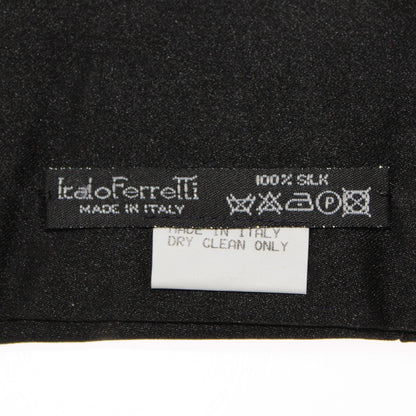 ItaloFerretti
MADE IN ITALY
100% SILK
P
MADE IN ITALY
DRY CLEAN ONLY